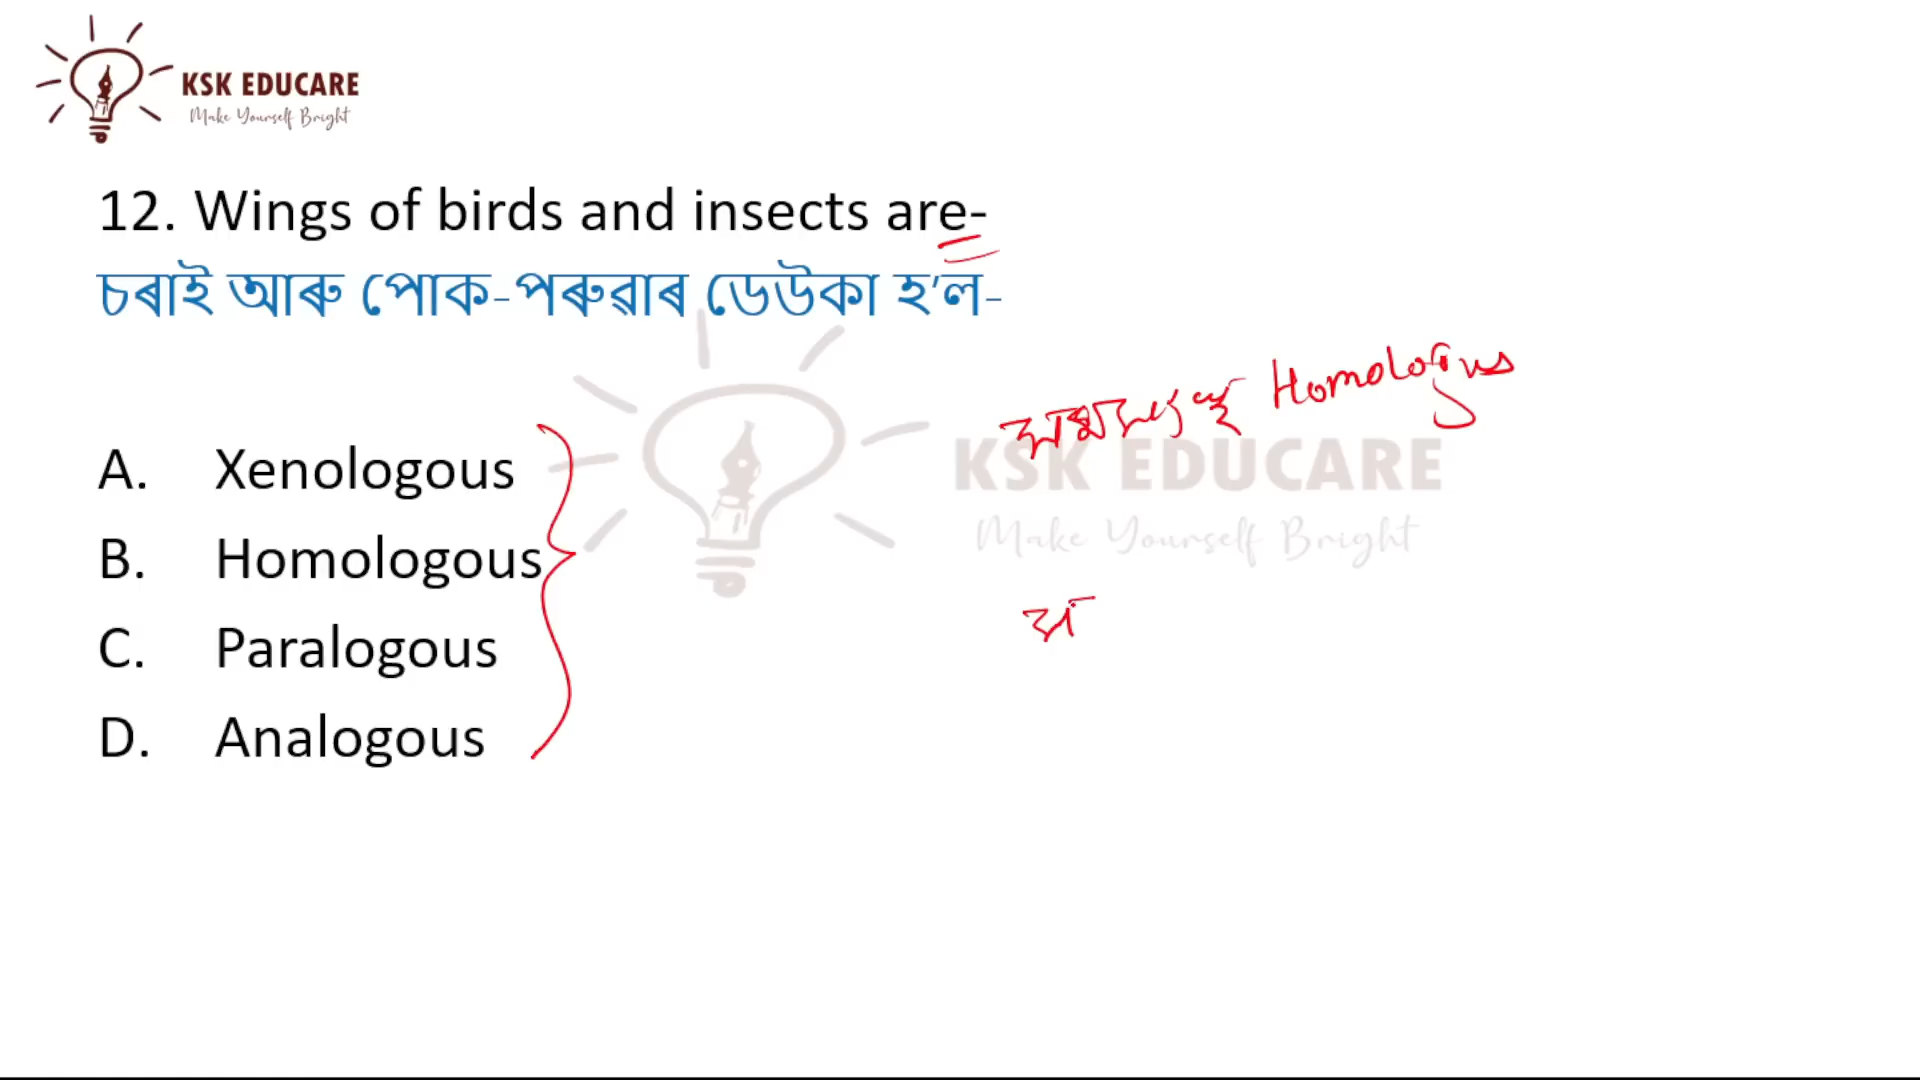 KSK EDUCARE
Make Yourself Bright
12. Wings of birds and insects are-
চৰাই আৰু পোক-পৰুৱাৰ ডেউকা হ'ল-
Homologus
A. Xenologous
B. Homologous
C. Paralogous
D. Analogous
KSK EDUCARE
Make Yourself Bright